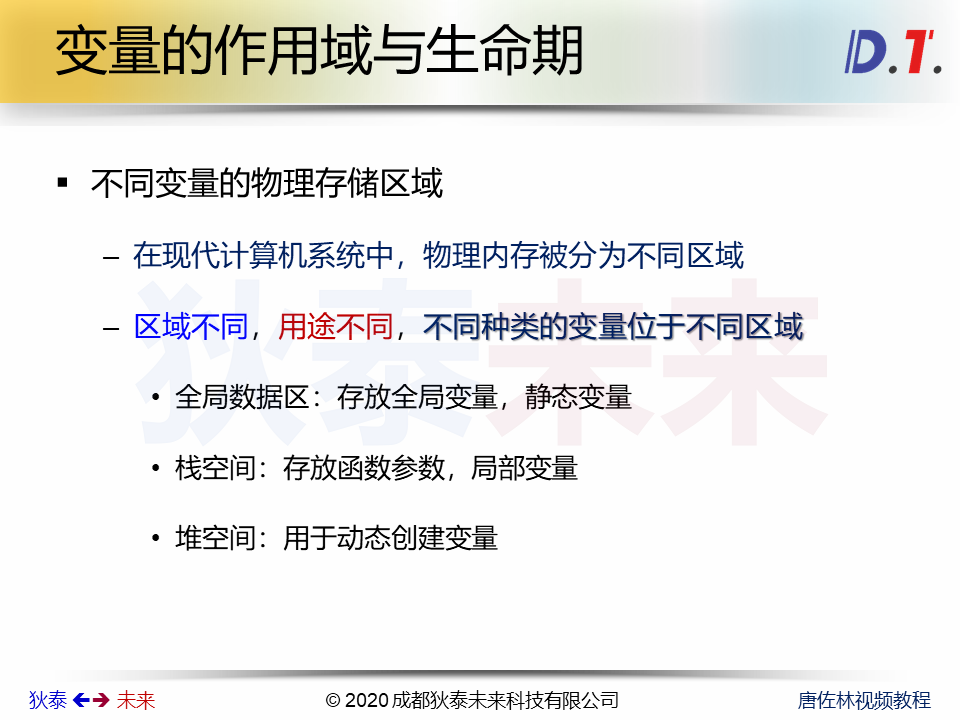 变量的作用域与生命期
D.T.
▪ 不同变量的物理存储区域
– 在现代计算机系统中，物理内存被分为不同区域
– 区域不同，用途不同，不同种类的变量位于不同区域
• 全局数据区：存放全局变量，静态变量
• 栈空间：存放函数参数，局部变量
• 堆空间：用于动态创建变量
狄泰未来
狄泰 未来
© 2020 成都狄泰未来科技有限公司
唐佐林视频教程